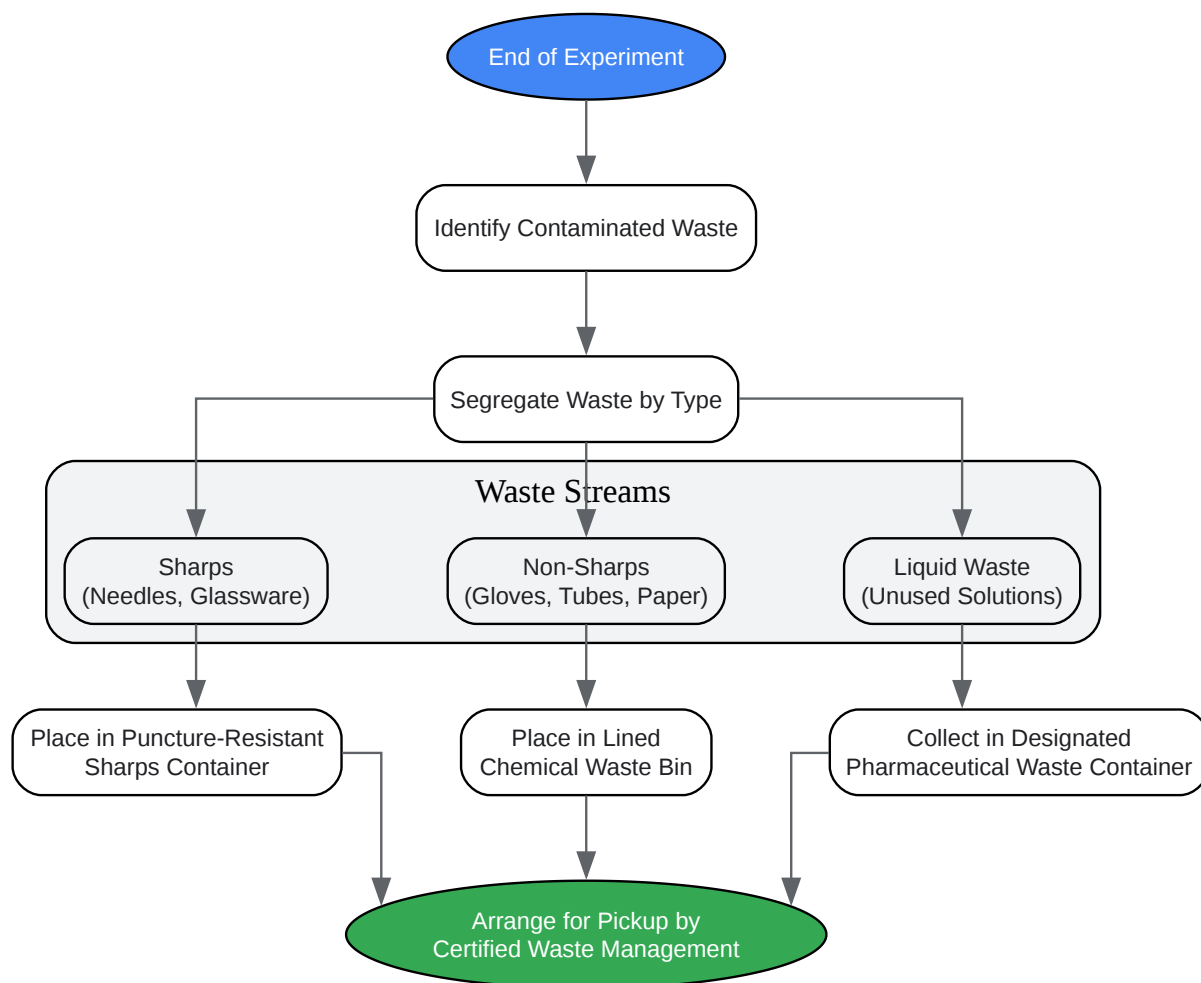 End of Experiment
Identify Contaminated Waste
Segregate Waste by Type
Waste Streams
Sharps
(Needles, Glassware)
Non-Sharps
(Gloves, Tubes, Paper)
Liquid Waste
(Unused Solutions)
Place in Puncture-Resistant
Sharps Container
Place in Lined
Chemical Waste Bin
Collect in Designated
Pharmaceutical Waste Container
Arrange for Pickup by
Certified Waste Management